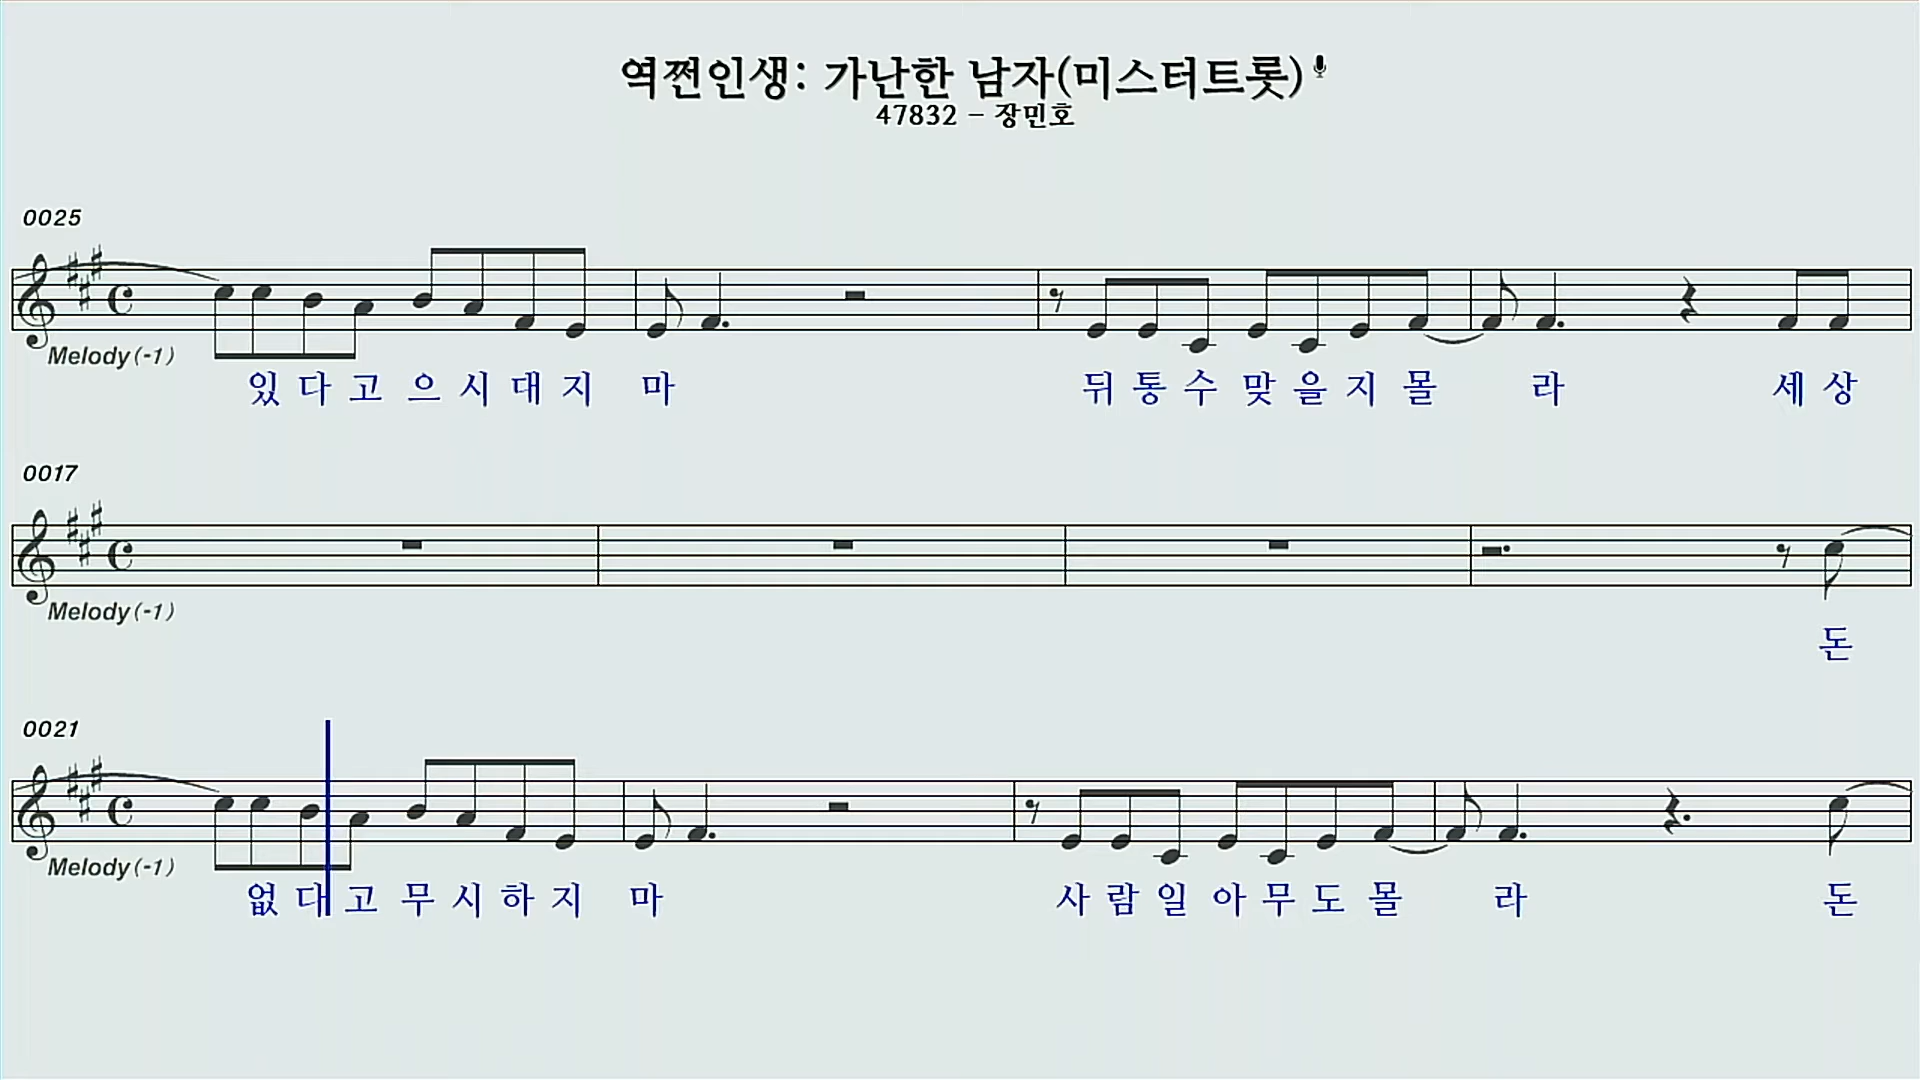 역쩐인생: 가난한 남자(미스터트롯)
47832 - 장민호
0025
Melody(-1)
있 다 고 으 시 대 지 마 뒤 통 수 맞 을 지 몰 라 세 상
0017
Melody(-1)
돈
0021
Melody(-1)
없 다 고 무 시 하 지 마 사 람 일 아 무 도 몰 라 돈